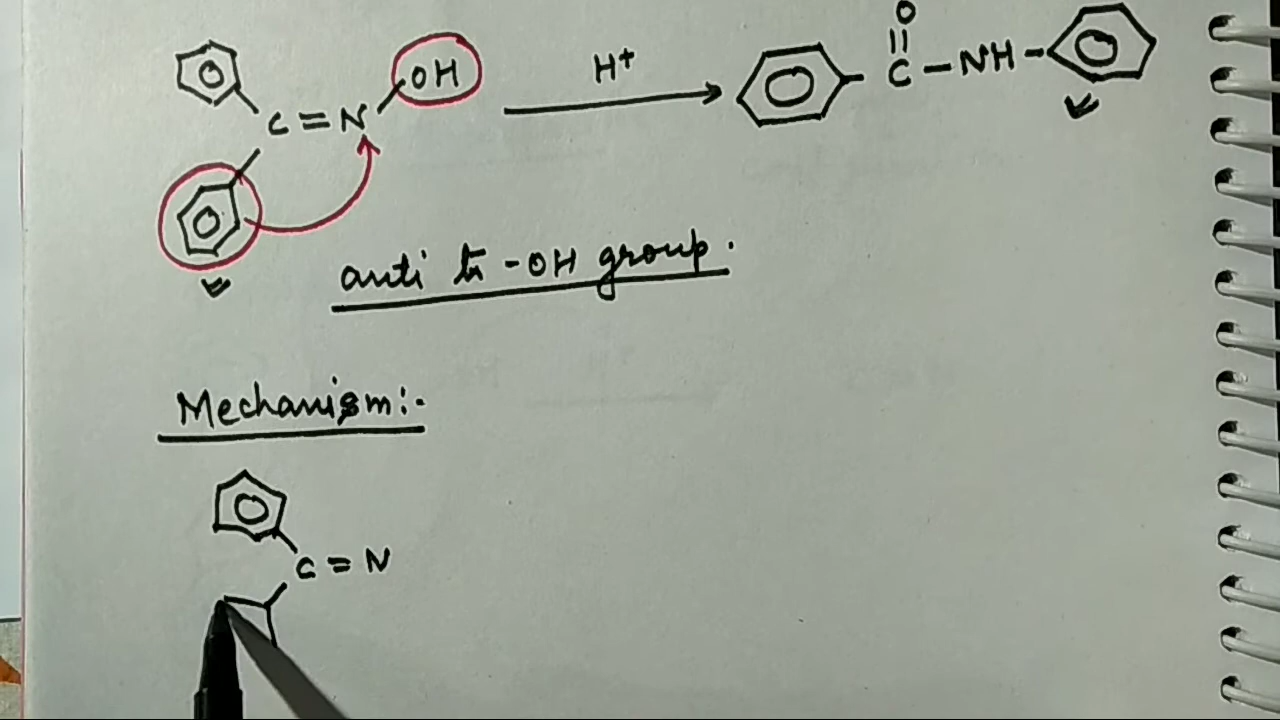 C=N OH H+ O
C-NH-
anti to -OH group.
Mechanism:-
C=N